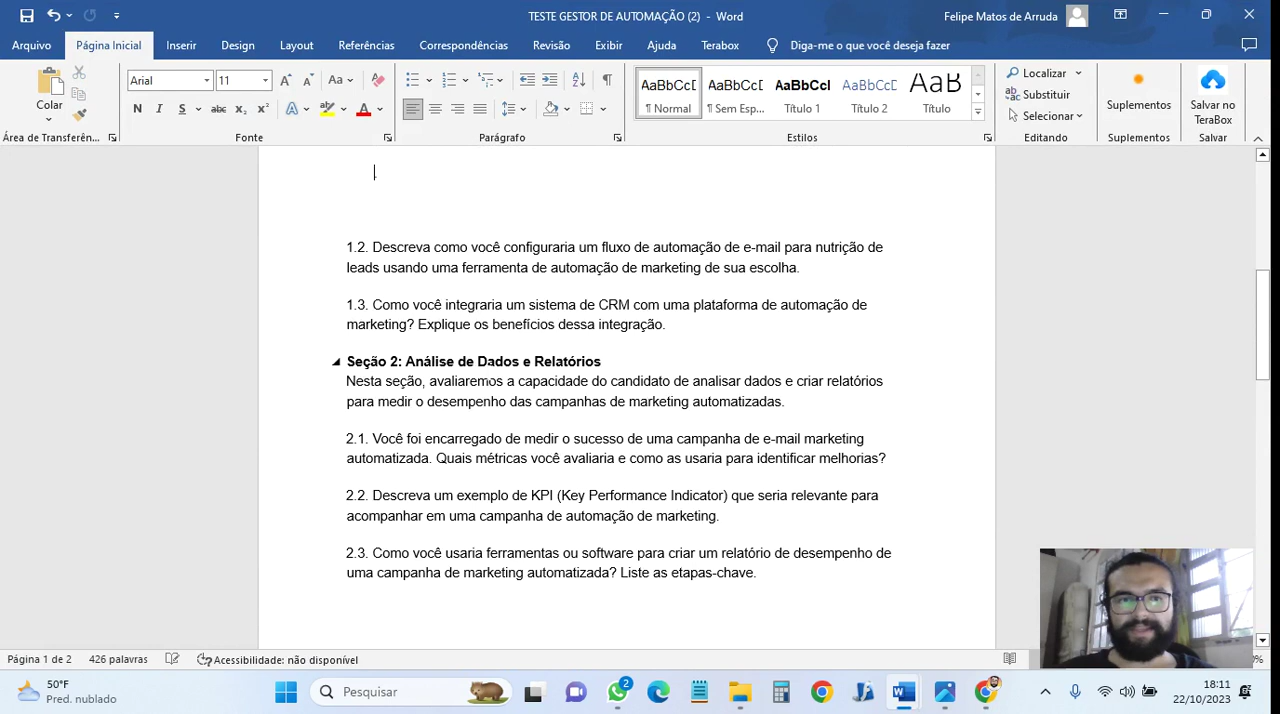 TESTE GESTOR DE AUTOMAÇÃO (2) - Word
Felipe Matos de Arruda
Arquivo Página Inicial Inserir Design Layout Referências Correspondências Revisão Exibir Ajuda Terabox Diga-me o que você deseja fazer
Colar
Área de Transferên...
Arial 11 Aa
N I S abc x₂ x² A A
Fonte
Parágrafo
AaBbCcD AaBbCcD AaBbCcI AaBbCcD AaB
¶ Normal ¶ Sem Esp... Título 1 Título 2 Título
Estilos
Localizar
Substituir
Selecionar
Editando
Suplementos
Suplementos
Salvar no
TeraBox
Salvar
1.2. Descreva como você configuraria um fluxo de automação de e-mail para nutrição de
leads usando uma ferramenta de automação de marketing de sua escolha.
1.3. Como você integraria um sistema de CRM com uma plataforma de automação de
marketing? Explique os benefícios dessa integração.
Seção 2: Análise de Dados e Relatórios
Nesta seção, avaliaremos a capacidade do candidato de analisar dados e criar relatórios
para medir o desempenho das campanhas de marketing automatizadas.
2.1. Você foi encarregado de medir o sucesso de uma campanha de e-mail marketing
automatizada. Quais métricas você avaliaria e como as usaria para identificar melhorias?
2.2. Descreva um exemplo de KPI (Key Performance Indicator) que seria relevante para
acompanhar em uma campanha de automação de marketing.
2.3. Como você usaria ferramentas ou software para criar um relatório de desempenho de
uma campanha de marketing automatizada? Liste as etapas-chave.
Página 1 de 2 426 palavras Acessibilidade: não disponível %
50°F
Pred. nublado
Pesquisar
2
18:11
22/10/2023